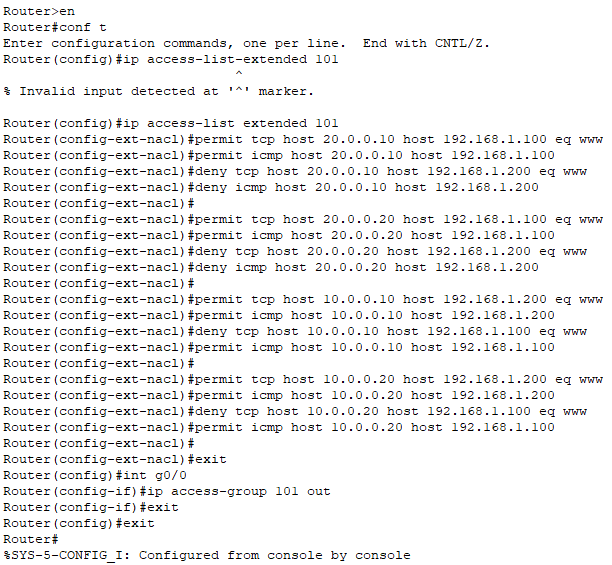 Router>en
Router#conf t
Enter configuration commands, one per line.  End with CNTL/Z.
Router(config)#ip access-list-extended 101
^
% Invalid input detected at '^' marker.
Router(config)#ip access-list extended 101
Router(config-ext-nacl)#permit tcp host 20.0.0.10 host 192.168.1.100 eq www
Router(config-ext-nacl)#permit icmp host 20.0.0.10 host 192.168.1.100
Router(config-ext-nacl)#deny tcp host 20.0.0.10 host 192.168.1.200 eq www
Router(config-ext-nacl)#deny icmp host 20.0.0.10 host 192.168.1.200
Router(config-ext-nacl)#
Router(config-ext-nacl)#permit tcp host 20.0.0.20 host 192.168.1.100 eq www
Router(config-ext-nacl)#permit icmp host 20.0.0.20 host 192.168.1.100
Router(config-ext-nacl)#deny tcp host 20.0.0.20 host 192.168.1.200 eq www
Router(config-ext-nacl)#deny icmp host 20.0.0.20 host 192.168.1.200
Router(config-ext-nacl)#
Router(config-ext-nacl)#permit tcp host 10.0.0.10 host 192.168.1.200 eq www
Router(config-ext-nacl)#permit icmp host 10.0.0.10 host 192.168.1.200
Router(config-ext-nacl)#deny tcp host 10.0.0.10 host 192.168.1.100 eq www
Router(config-ext-nacl)#permit icmp host 10.0.0.10 host 192.168.1.100
Router(config-ext-nacl)#
Router(config-ext-nacl)#permit tcp host 10.0.0.20 host 192.168.1.200 eq www
Router(config-ext-nacl)#permit icmp host 10.0.0.20 host 192.168.1.200
Router(config-ext-nacl)#deny tcp host 10.0.0.20 host 192.168.1.100 eq www
Router(config-ext-nacl)#permit icmp host 10.0.0.20 host 192.168.1.100
Router(config-ext-nacl)#
Router(config-ext-nacl)#exit
Router(config)#int g0/0
Router(config-if)#ip access-group 101 out
Router(config-if)#exit
Router(config)#exit
Router#
%SYS-5-CONFIG_I: Configured from console by console